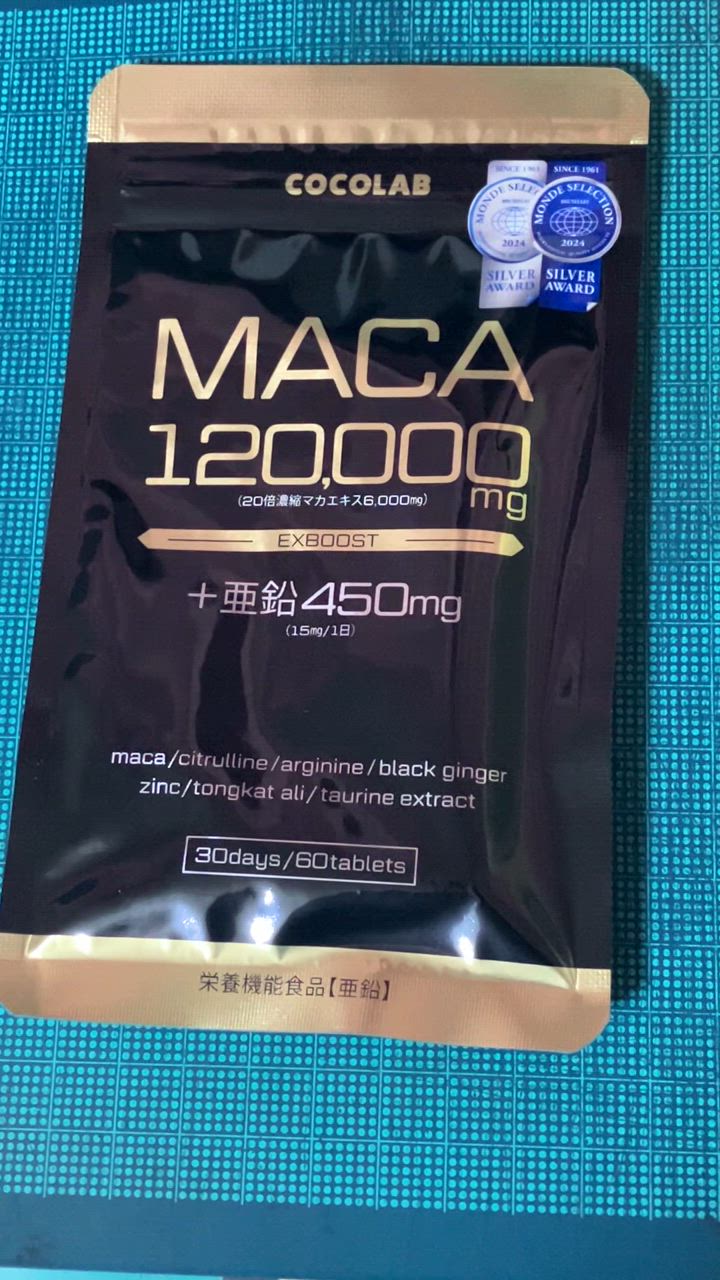 COCOLAB
SINCE 1961
MONDE SELECTION
BRUXELLES
2024
SILVER
AWARD
SINCE 1961
MONDE SELECTION
BRUXELLES
2024
SILVER
AWARD
MACA
120,000
mg
(20倍濃縮マカエキス6,000mg)
EXBOOST
+亜鉛450mg
(15mg/1日)
maca/citrulline/arginine/black ginger
zinc/tongkat ali/taurine extract
30days/60tablets
栄養機能食品【亜鉛】